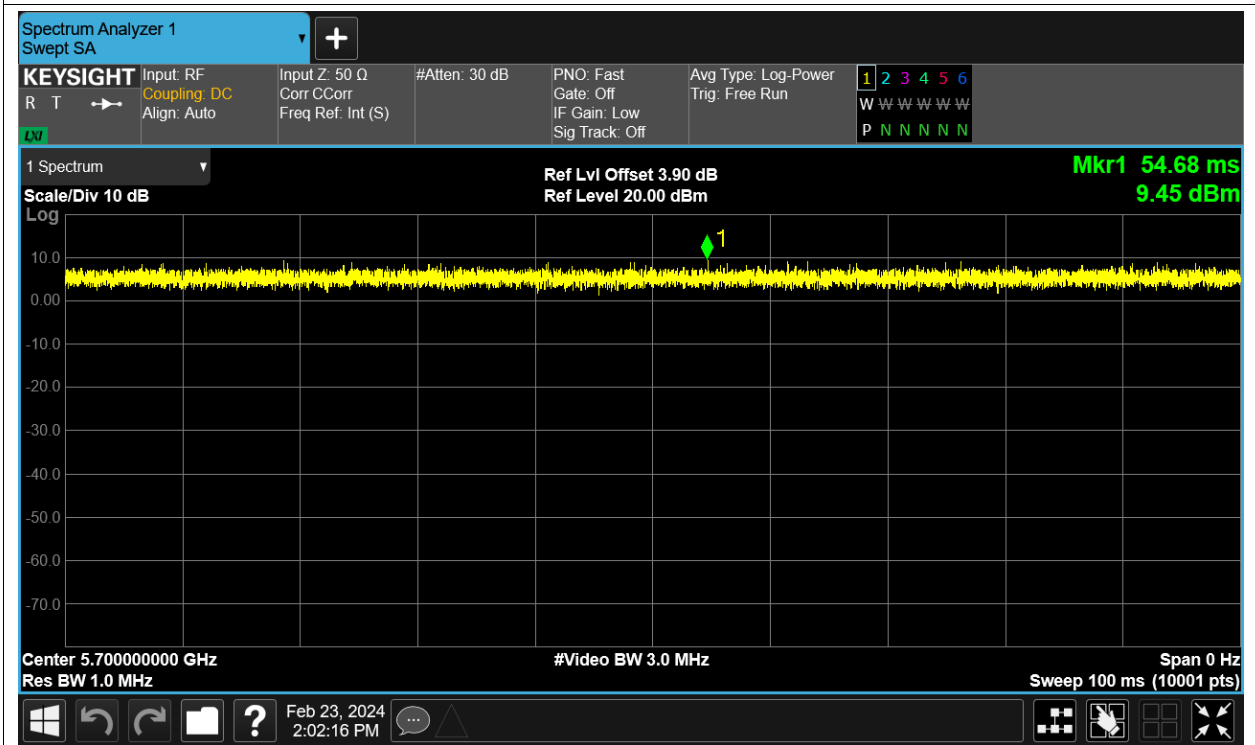 Spectrum Analyzer 1
Swept SA
KEYSIGHT
R T
LXI
Input: RF
Coupling: DC
Align: Auto
Input Z: 50 Ω
Corr CCorr
Freq Ref: Int (S)
#Atten: 30 dB
PNO: Fast
Gate: Off
IF Gain: Low
Sig Track: Off
Avg Type: Log-Power
Trig: Free Run
1 2 3 4 5 6
W W W W W W
P N N N N N
1 Spectrum
Scale/Div 10 dB
Log
Ref Lvl Offset 3.90 dB
Ref Level 20.00 dBm
Mkr1 54.68 ms
9.45 dBm
1
10.0
0.00
-10.0
-20.0
-30.0
-40.0
-50.0
-60.0
-70.0
Center 5.700000000 GHz
Res BW 1.0 MHz
#Video BW 3.0 MHz
Span 0 Hz
Sweep 100 ms (10001 pts)
?
Feb 23, 2024
2:02:16 PM